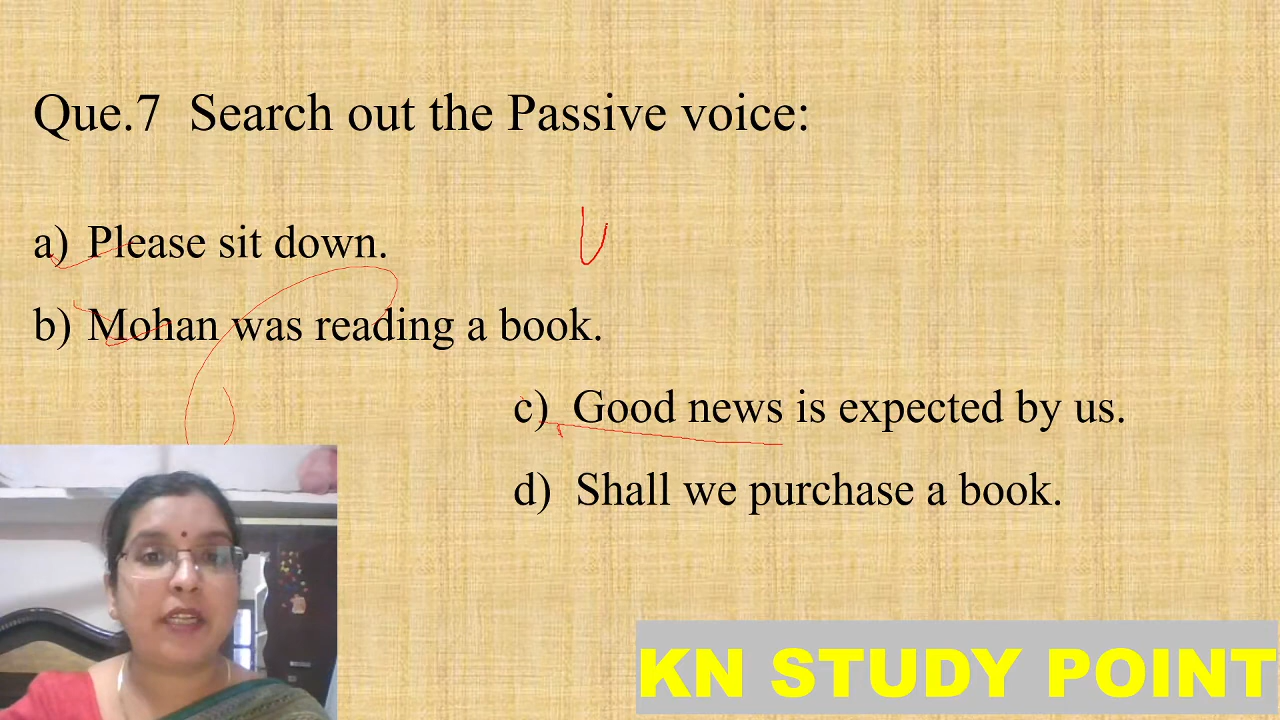 Que.7 Search out the Passive voice:
a) Please sit down.
b) Mohan was reading a book.
c) Good news is expected by us.
d) Shall we purchase a book.
KN STUDY POINT